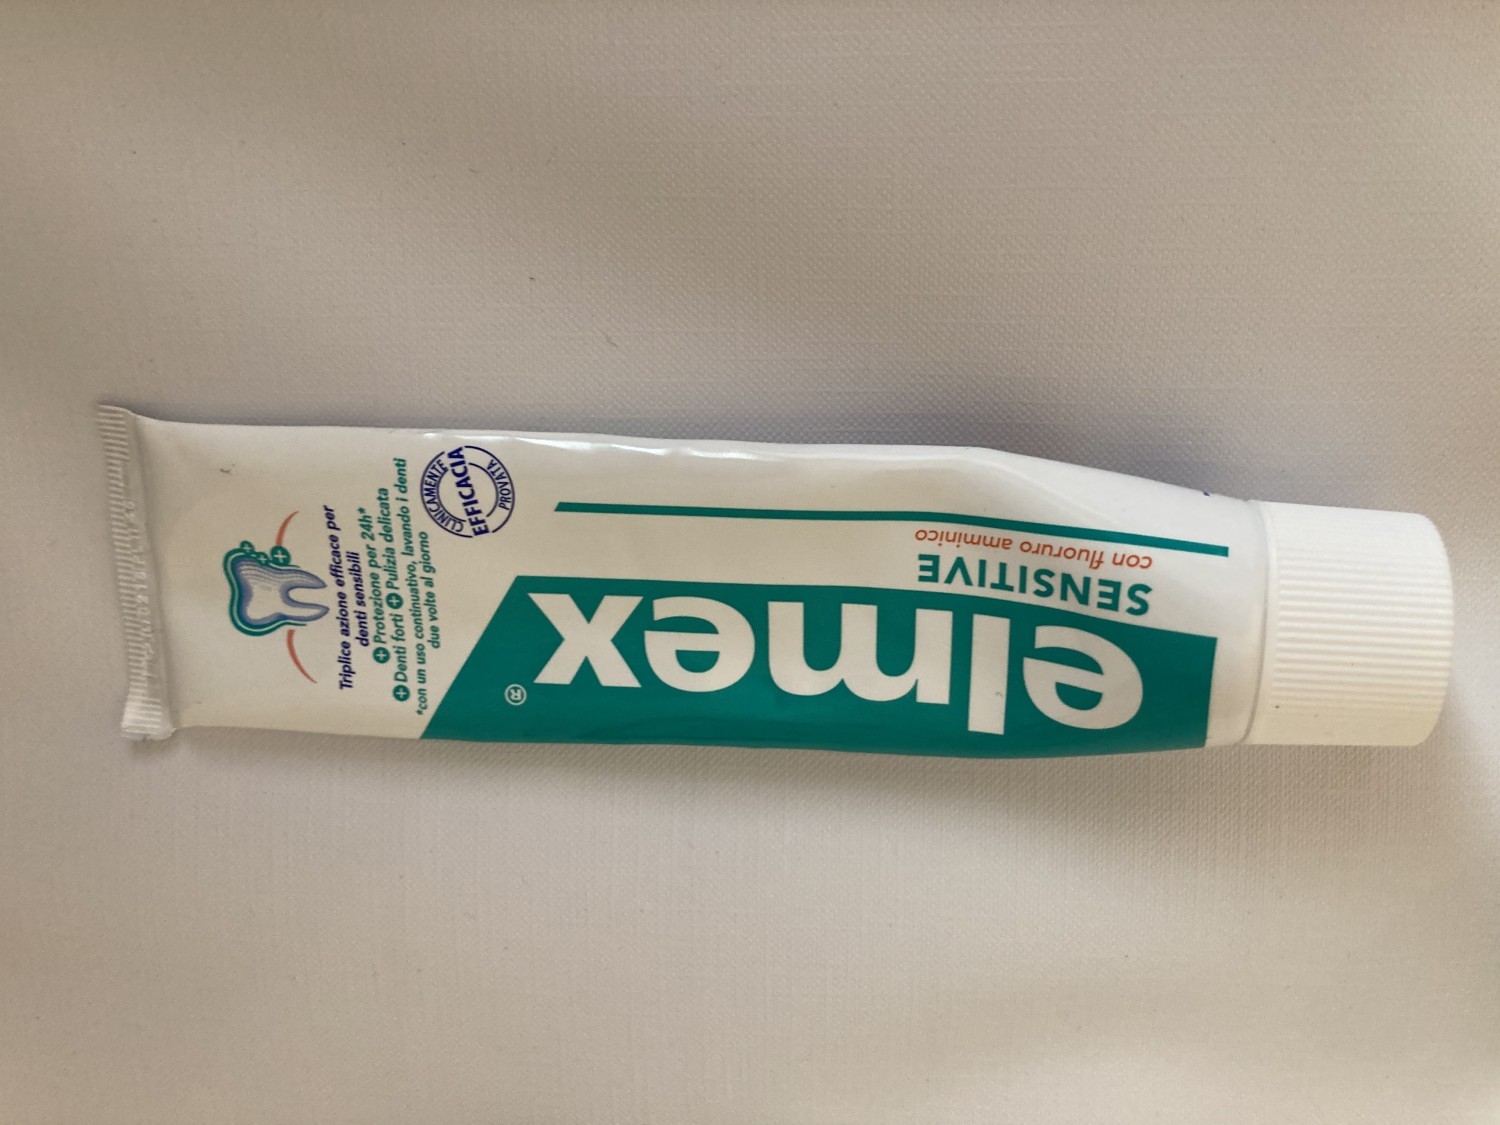 elmex®
SENSITIVE
con fluoruro amminico
CLINICAMENTE
EFFICACIA
PROVATA
Triplice azione efficace per
denti sensibili
Protezione per 24h*
Denti forti Pulizia delicata
*con un uso continuativo, lavando i denti
due volte al giorno